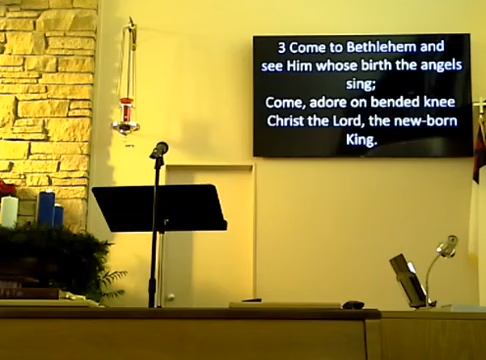 3 Come to Bethlehem and
see Him whose birth the angels
sing;
Come, adore on bended knee
Christ the Lord, the new-born
King.